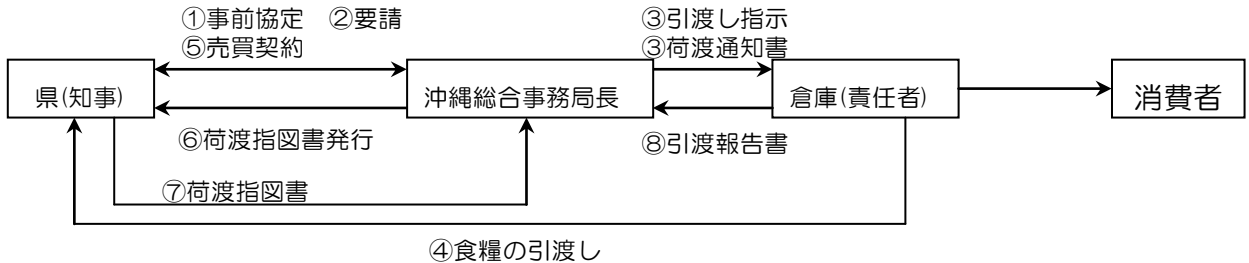 ①事前協定　②要請
⑤売買契約
③引渡し指示
③荷渡通知書
県(知事)
沖縄総合事務局長
倉庫(責任者)
消費者
⑥荷渡指図書発行
⑧引渡報告書
⑦荷渡指図書
④食糧の引渡し